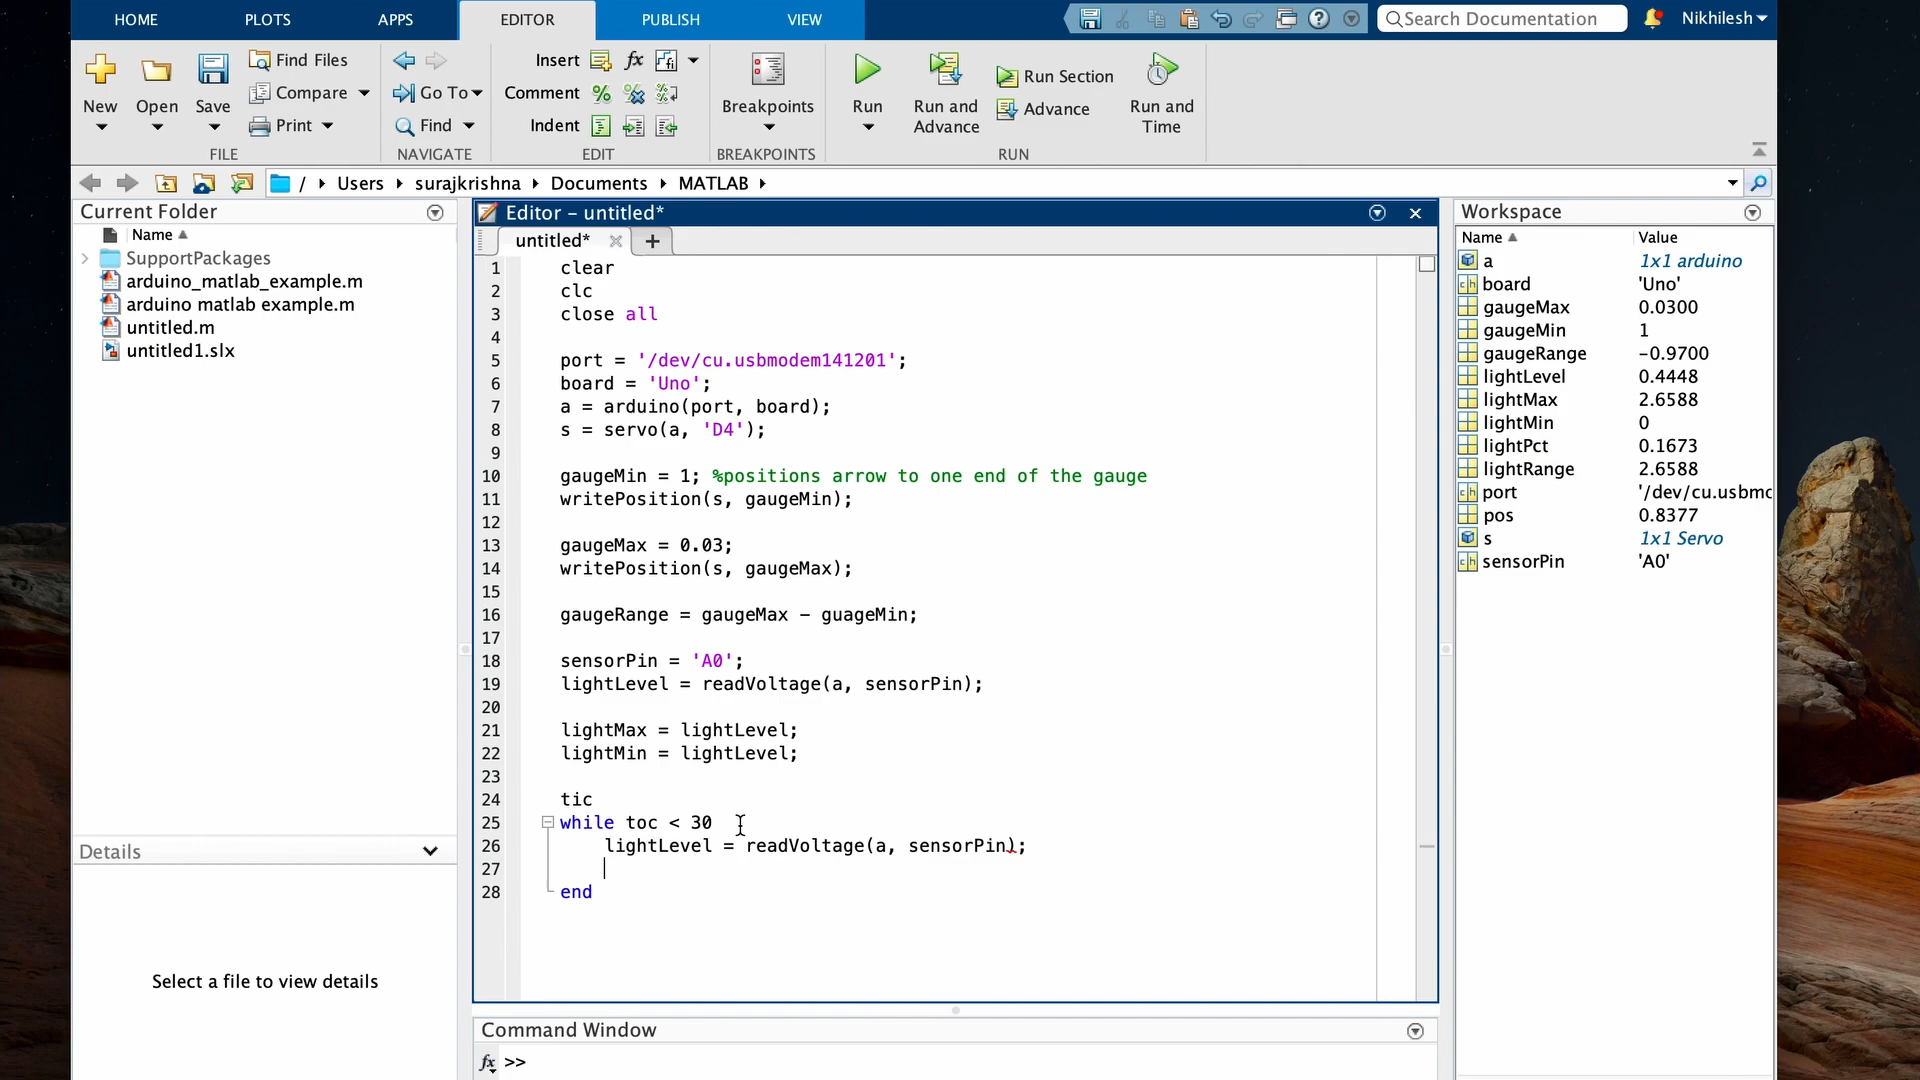 HOME PLOTS APPS EDITOR PUBLISH VIEW
Search Documentation
Nikhilesh
New
Open
Save
Find Files
Compare
Print
FILE
Go To
Find
NAVIGATE
Insert
Comment
Indent
EDIT
Breakpoints
BREAKPOINTS
Run
Run and Advance
Run Section
Advance
Run and Time
RUN
/ Users surajkrishna Documents MATLAB
Current Folder
Name
SupportPackages
arduino_matlab_example.m
arduino matlab example.m
untitled.m
untitled1.slx
Details
Select a file to view details
Editor – untitled*
untitled*
1 clear
2 clc
3 close all
4
5 port = '/dev/cu.usbmodem141201';
6 board = 'Uno';
7 a = arduino(port, board);
8 s = servo(a, 'D4');
9
10 gaugeMin = 1; %positions arrow to one end of the gauge
11 writePosition(s, gaugeMin);
12
13 gaugeMax = 0.03;
14 writePosition(s, gaugeMax);
15
16 gaugeRange = gaugeMax - guageMin;
17
18 sensorPin = 'A0';
19 lightLevel = readVoltage(a, sensorPin);
20
21 lightMax = lightLevel;
22 lightMin = lightLevel;
23
24 tic
25 while toc < 30
26 lightLevel = readVoltage(a, sensorPin);
27
28 end
Command Window
fx >>
Workspace
Name Value
a 1x1 arduino
board 'Uno'
gaugeMax 0.0300
gaugeMin 1
gaugeRange -0.9700
lightLevel 0.4448
lightMax 2.6588
lightMin 0
lightPct 0.1673
lightRange 2.6588
port '/dev/cu.usbmo
pos 0.8377
s 1x1 Servo
sensorPin 'A0'